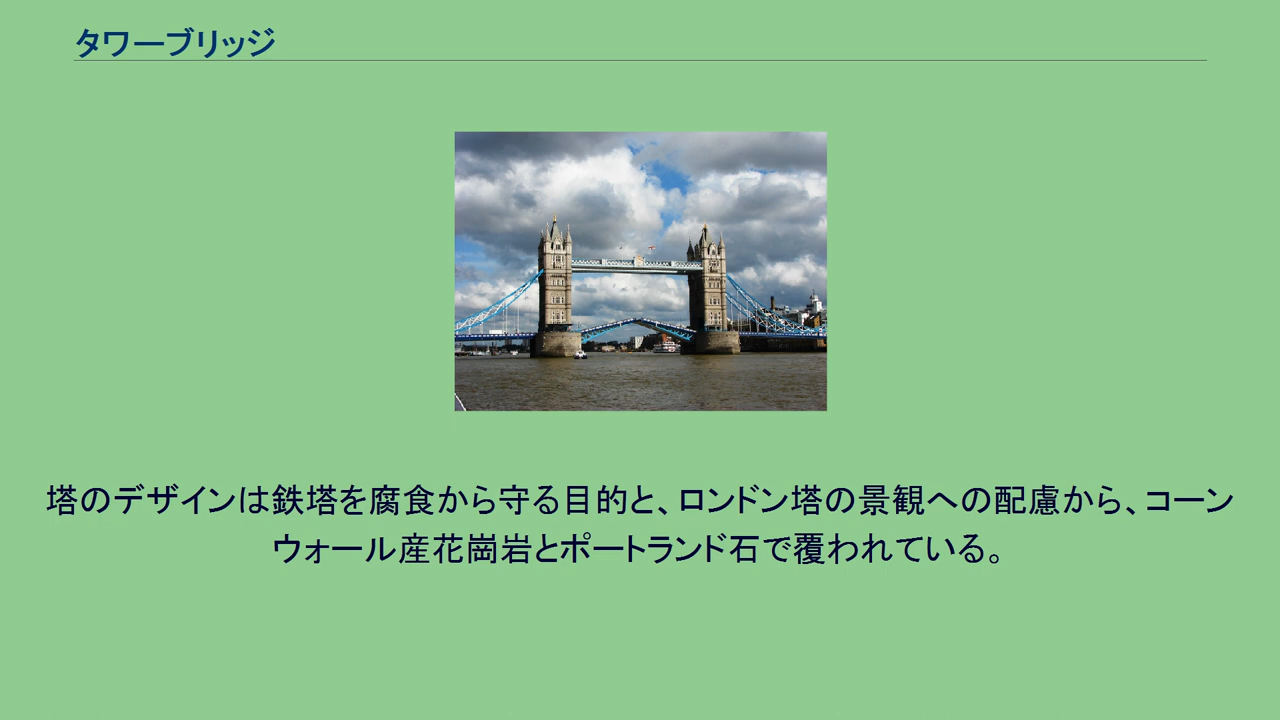 タワーブリッジ
塔のデザインは鉄塔を腐食から守る目的と、ロンドン塔の景観への配慮から、コーン
ウォール産花崗岩とポートランド石で覆われている。